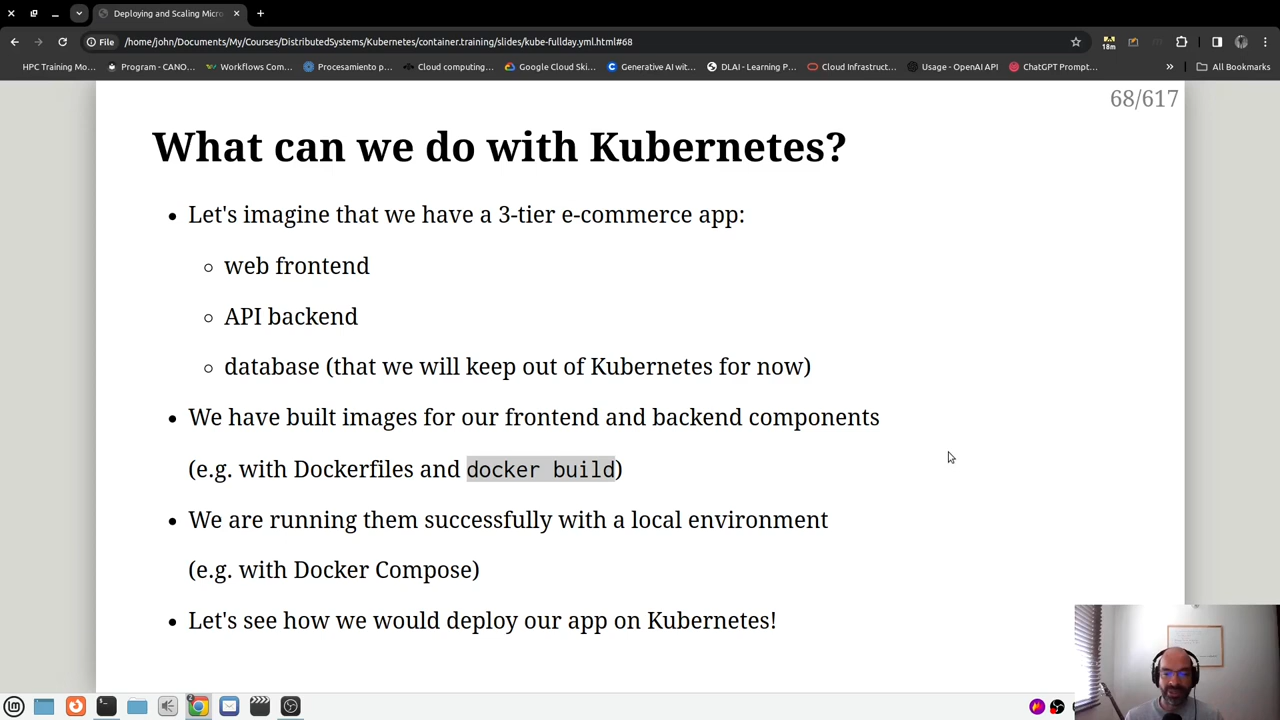 Deploying and Scaling Micro
File
/home/john/Documents/My/Courses/DistributedSystems/Kubernetes/container.training/slides/kube-fullday.yml.html#68
18m
HPC Training Mo…
Program - CANO…
Workflows Com…
Procesamiento p…
Cloud computing…
Google Cloud Ski…
Generative AI wit…
DLAI - Learning P…
Cloud Infrastruct…
Usage - OpenAI API
ChatGPT Prompt…
»
All Bookmarks
68/617
What can we do with Kubernetes?
• Let's imagine that we have a 3-tier e-commerce app:
○ web frontend
○ API backend
○ database (that we will keep out of Kubernetes for now)
• We have built images for our frontend and backend components
(e.g. with Dockerfiles and docker build)
• We are running them successfully with a local environment
(e.g. with Docker Compose)
• Let's see how we would deploy our app on Kubernetes!
2